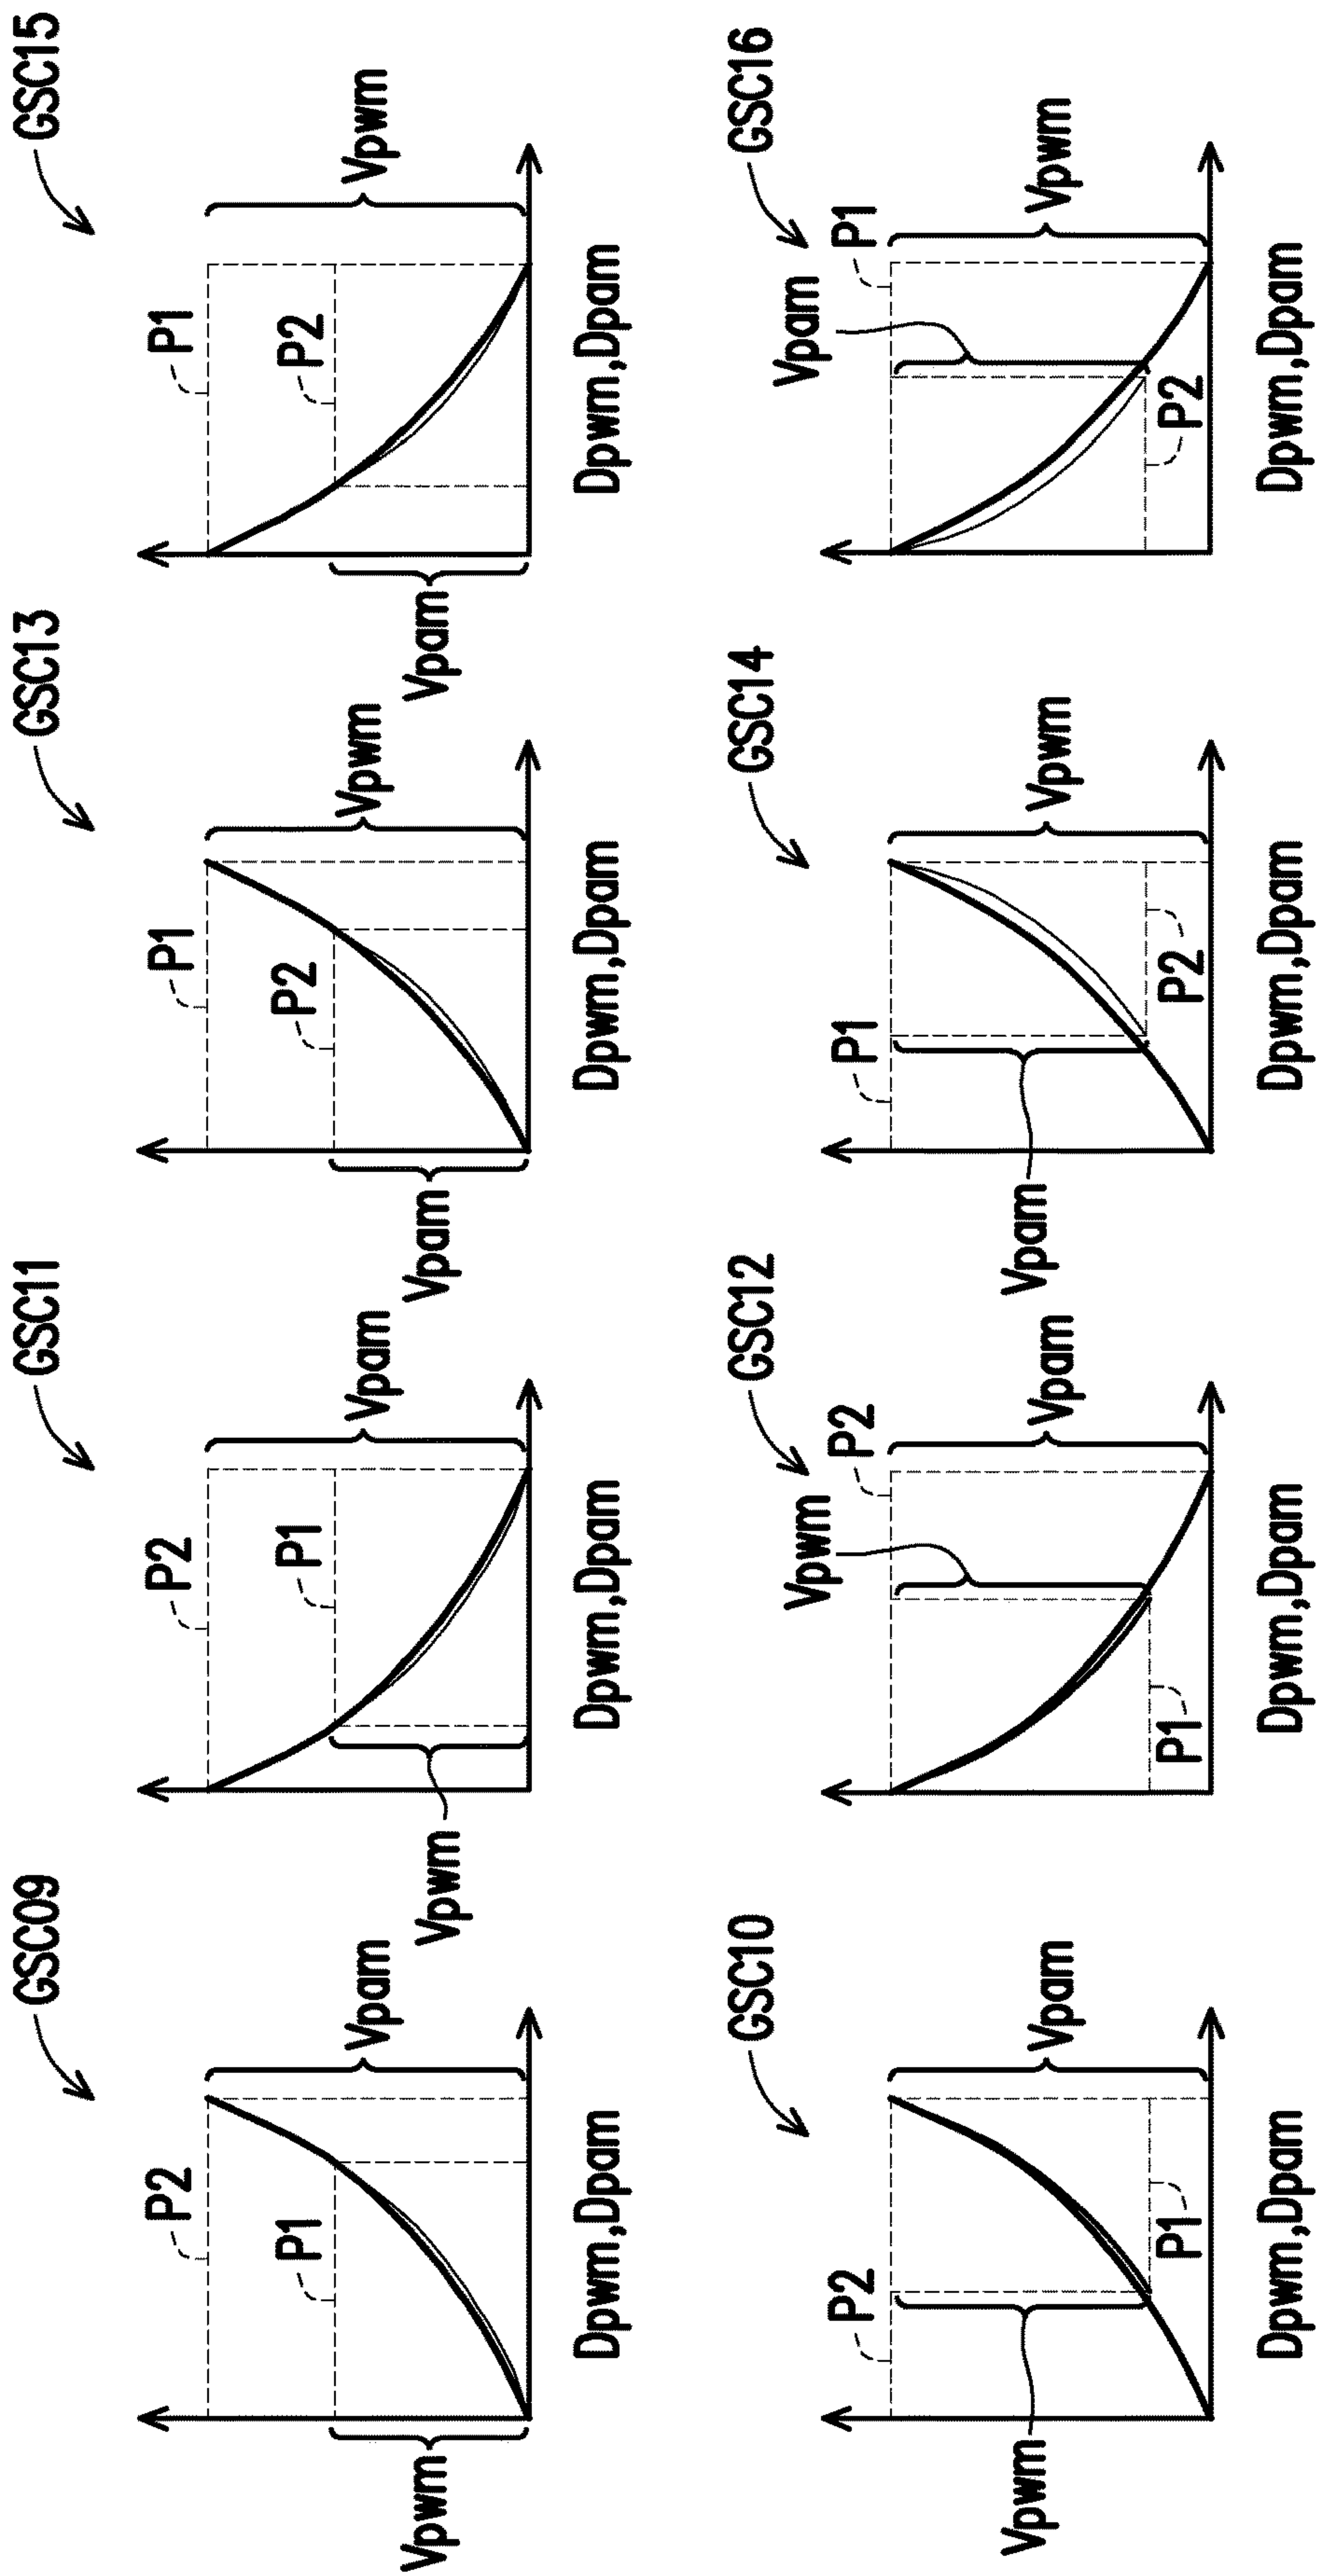 GSC09
P2
P1
Vpam
Vpwm
Dpwm,Dpam
GSC11
P2
P1
Vpam
Vpwm
Dpwm,Dpam
GSC13
P1
P2
Vpwm
Vpam
Dpwm,Dpam
GSC15
P1
P2
Vpwm
Vpam
Dpwm,Dpam
GSC10
P2
P1
Vpam
Vpwm
Dpwm,Dpam
GSC12
P2
Vpwm
Vpam
P1
Dpwm,Dpam
GSC14
P1
Vpwm
P2
Vpam
Dpwm,Dpam
GSC16
P1
Vpam
Vpwm
P2
Dpwm,Dpam